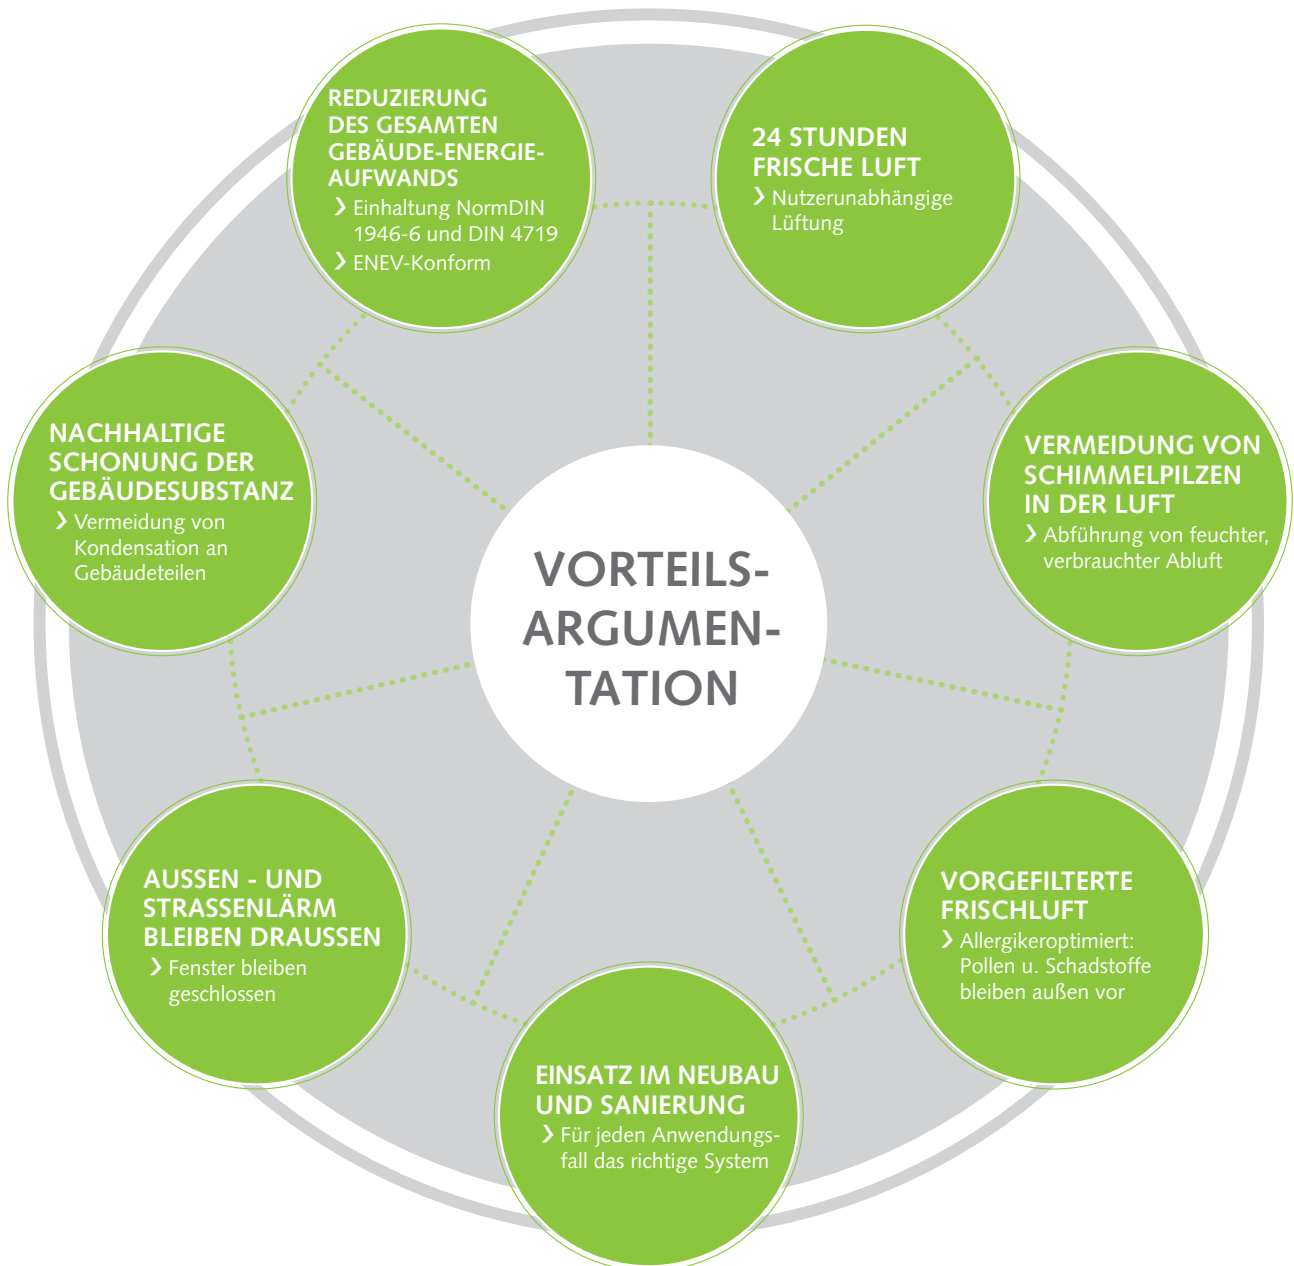 REDUZIERUNG
DES GESAMTEN
GEBÄUDE-ENERGIE-
AUFWANDS
❯ Einhaltung NormDIN
1946-6 und DIN 4719
❯ ENEV-Konform
24 STUNDEN
FRISCHE LUFT
❯ Nutzerunabhängige
Lüftung
NACHHALTIGE
SCHONUNG DER
GEBÄUDESUBSTANZ
❯ Vermeidung von
Kondensation an
Gebäudeteilen
VERMEIDUNG VON
SCHIMMELPILZEN
IN DER LUFT
❯ Abführung von feuchter,
verbrauchter Abluft
VORTEILS-
ARGUMEN-
TATION
AUSSEN - UND
STRASSENLÄRM
BLEIBEN DRAUSSEN
❯ Fenster bleiben
geschlossen
VORGEFILTERTE
FRISCHLUFT
❯ Allergikeroptimiert:
Pollen u. Schadstoffe
bleiben außen vor
EINSATZ IM NEUBAU
UND SANIERUNG
❯ Für jeden Anwendungs-
fall das richtige System